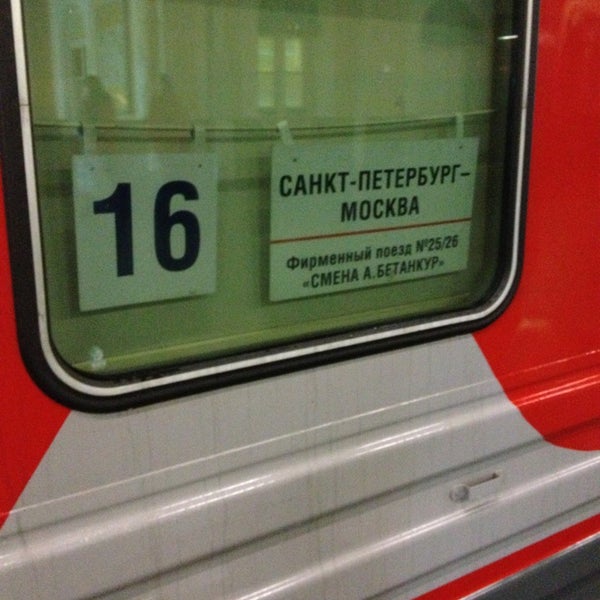 16
САНКТ-ПЕТЕРБУРГ–
МОСКВА
Фирменный поезд №25/26
«СМЕНА А.БЕТАНКУР»